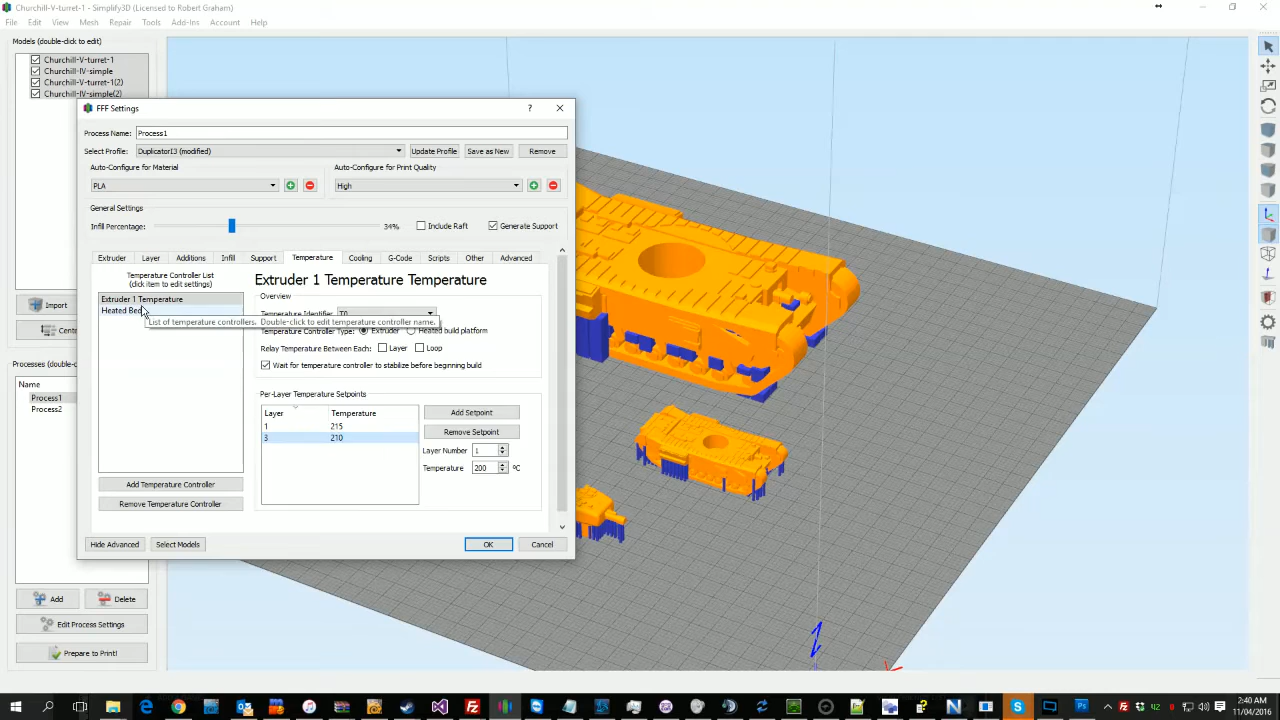 Churchill-V-turret-1 - Simplify3D (Licensed to Robert Graham)
File Edit View Mesh Repair Tools Add-Ins Account Help
Models (double-click to edit)
Churchill-V-turret-1
Churchill-IV-simple
Churchill-V-turret-1(2)
Churchill-IV-simple(2)
Import
Centr
Processes (double-c
Name
Process1
Process2
Add Delete
Edit Process Settings
Prepare to Print!
FFF Settings
Process Name: Process1
Select Profile: DuplicatorI3 (modified) Update Profile Save as New Remove
Auto-Configure for Material
PLA
Auto-Configure for Print Quality
High
General Settings
Infill Percentage: 34% Include Raft Generate Support
Extruder Layer Additions Infill Support Temperature Cooling G-Code Scripts Other Advanced
Temperature Controller List
(click item to edit settings)
Extruder 1 Temperature
Heated Bed
List of temperature controllers. Double-click to edit temperature controller name.
Add Temperature Controller
Remove Temperature Controller
Extruder 1 Temperature Temperature
Overview
Temperature Identifier T0
Temperature Controller Type: Extruder Heated build platform
Relay Temperature Between Each: Layer Loop
Wait for temperature controller to stabilize before beginning build
Per-Layer Temperature Setpoints
Layer Temperature
1 215
3 210
Add Setpoint
Remove Setpoint
Layer Number 1
Temperature 200 ºC
Hide Advanced Select Models OK Cancel
2:40 AM
11/04/2016